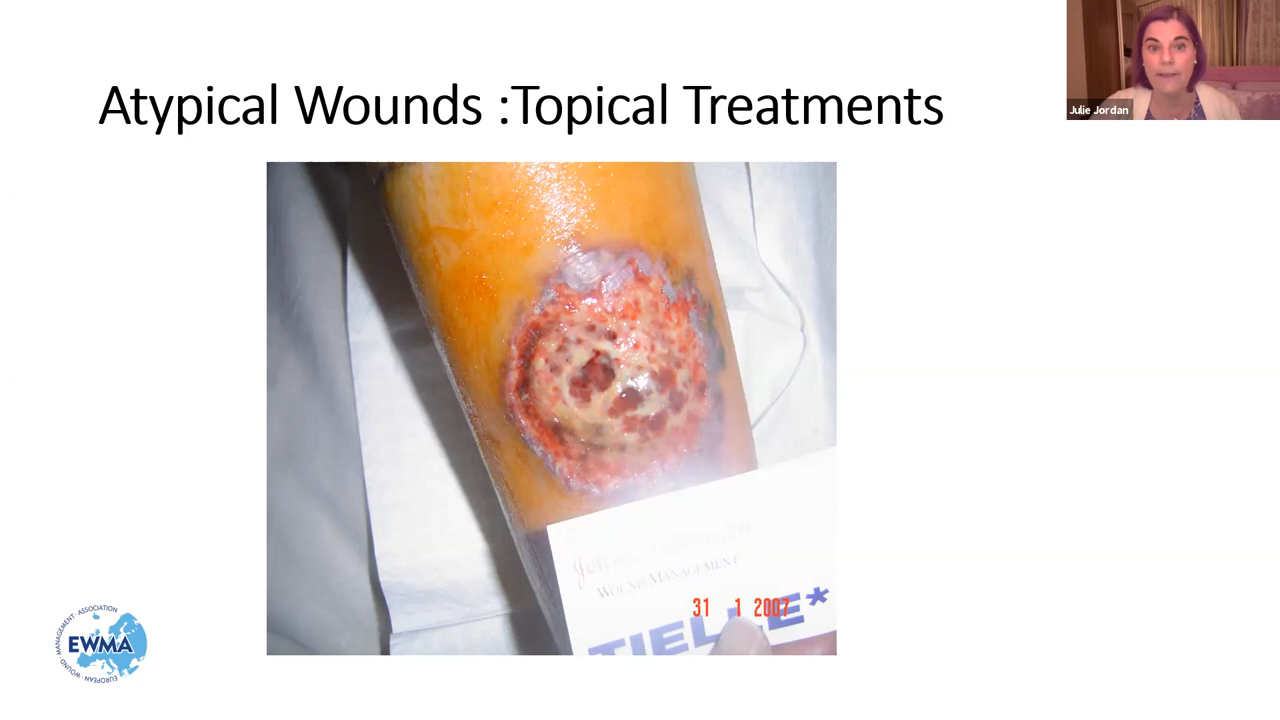 Atypical Wounds :Topical Treatments
Julie Jordan
WOUND MANAGEMENT
31 1 2007
TIELLE*
EWMA
EUROPEAN WOUND MANAGEMENT ASSOCIATION